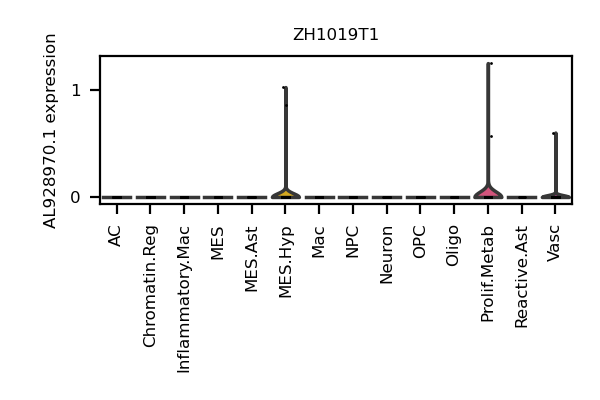 ZH1019T1
AL928970.1 expression
1
0
AC
Chromatin.Reg
Inflammatory.Mac
MES
MES.Ast
MES.Hyp
Mac
NPC
Neuron
OPC
Oligo
Prolif.Metab
Reactive.Ast
Vasc